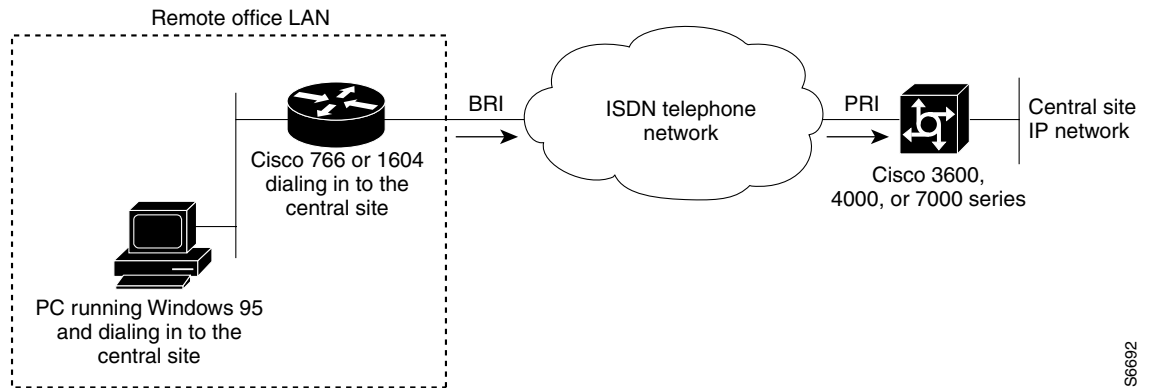 Remote office LAN
BRI
ISDN telephone
network
PRI
Central site
IP network
Cisco 766 or 1604
dialing in to the
central site
Cisco 3600,
4000, or 7000 series
PC running Windows 95
and dialing in to the
central site
S6692